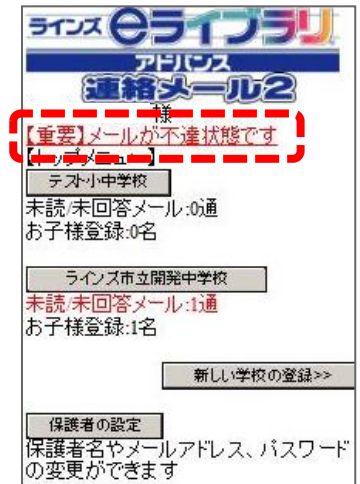 ラインズ eライブラリ
アドバンス
連絡メール2
様
【重要】メールが不達状態です
【トップメニュー】
テスト小中学校
未読/未回答メール:0通
お子様登録:0名
ラインズ市立開発中学校
未読/未回答メール:1通
お子様登録:1名
新しい学校の登録>>
保護者の設定
保護者名やメールアドレス、パスワード
の変更ができます